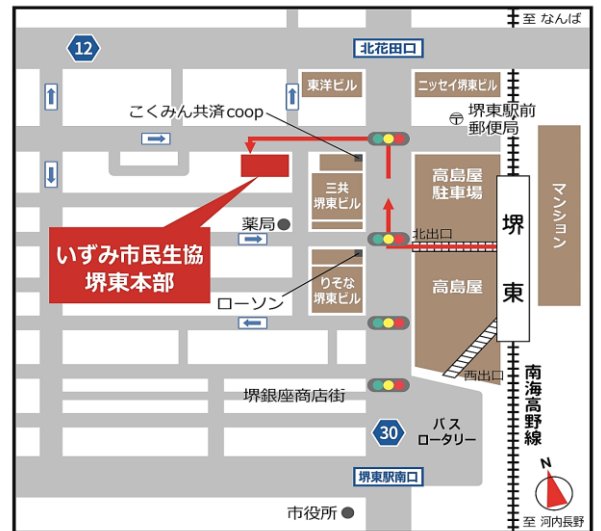 至 なんば
12
北花田口
東洋ビル
ニッセイ堺東ビル
こくみん共済coop
〒 堺東駅前
郵便局
高島屋
駐車場
マンション
三共
堺東ビル
薬局
北出口
堺東
いずみ市民生協
堺東本部
ローソン
りそな
堺東ビル
高島屋
西出口
南海高野線
堺銀座商店街
30
バス
ロータリー
堺東駅南口
N
市役所
至 河内長野